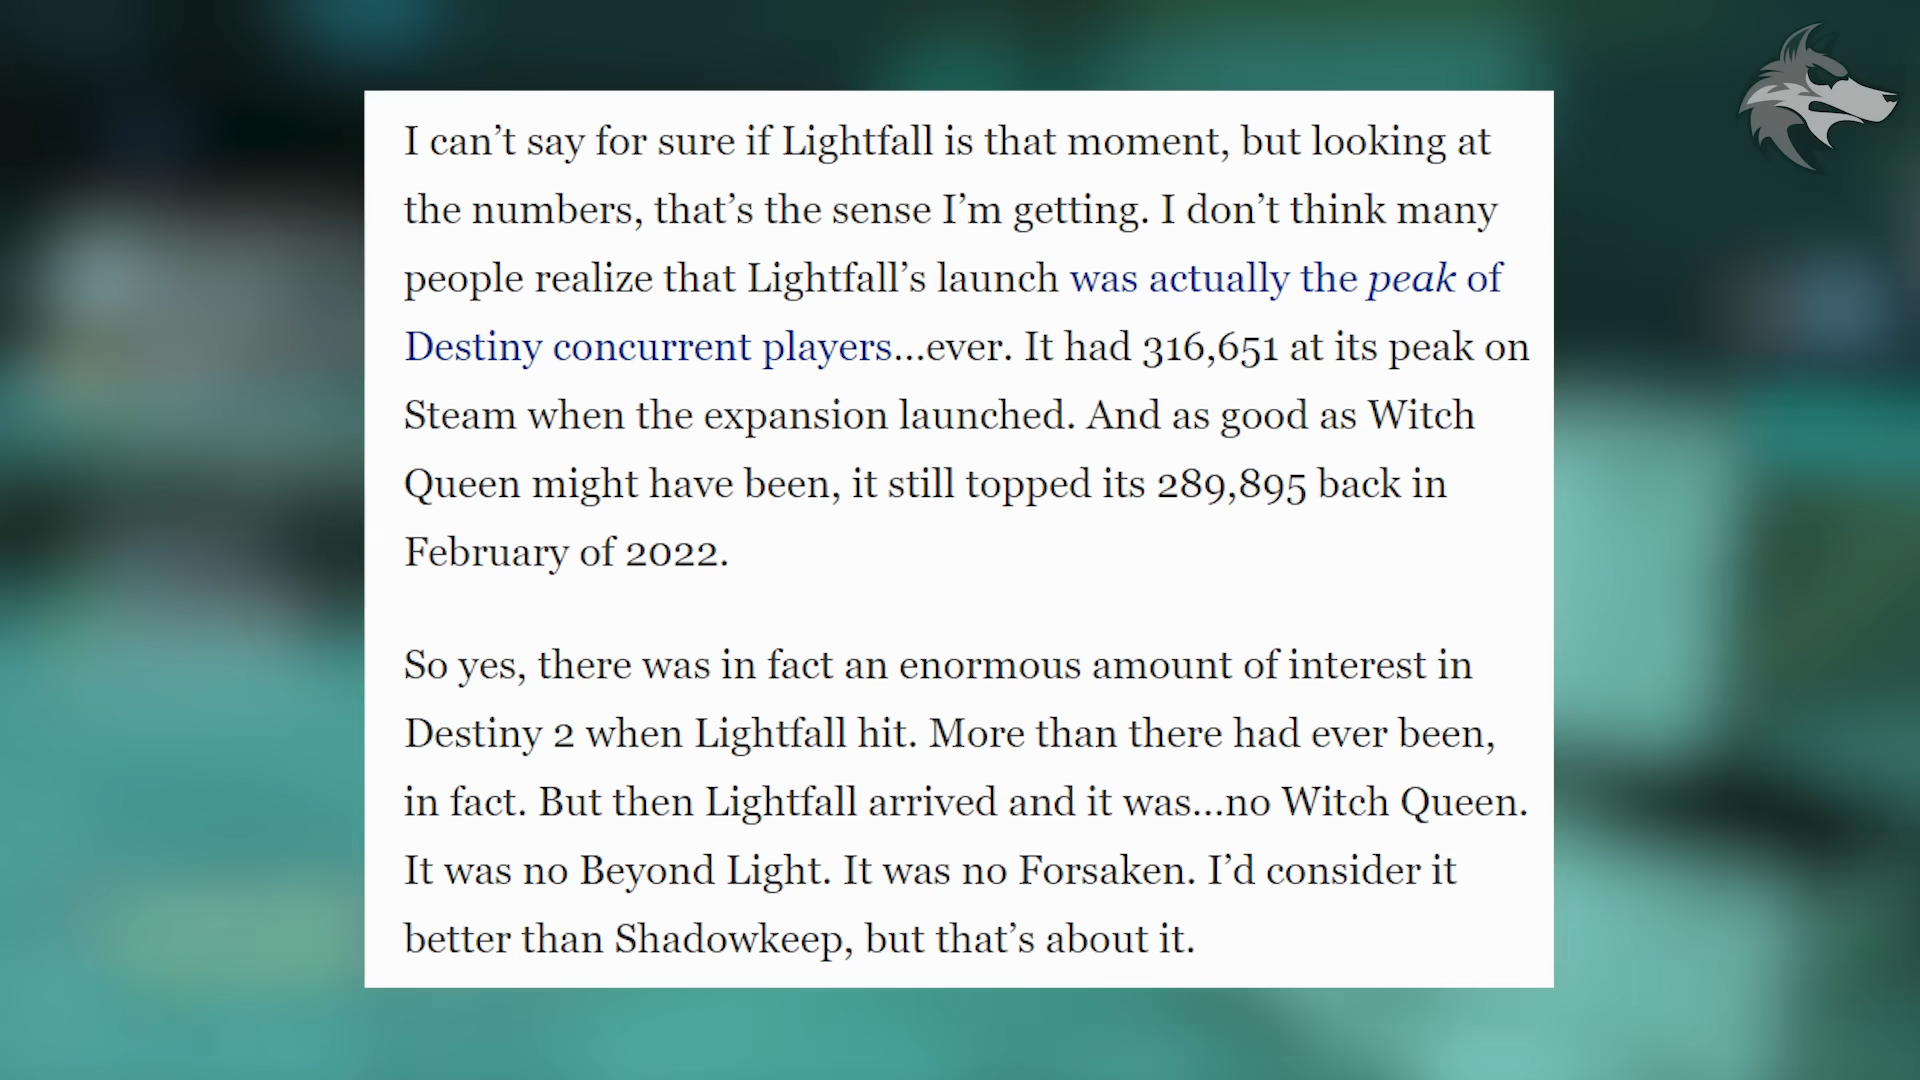 I can’t say for sure if Lightfall is that moment, but looking at
the numbers, that’s the sense I’m getting. I don’t think many
people realize that Lightfall’s launch was actually the peak of
Destiny concurrent players…ever. It had 316,651 at its peak on
Steam when the expansion launched. And as good as Witch
Queen might have been, it still topped its 289,895 back in
February of 2022.
So yes, there was in fact an enormous amount of interest in
Destiny 2 when Lightfall hit. More than there had ever been,
in fact. But then Lightfall arrived and it was…no Witch Queen.
It was no Beyond Light. It was no Forsaken. I’d consider it
better than Shadowkeep, but that’s about it.